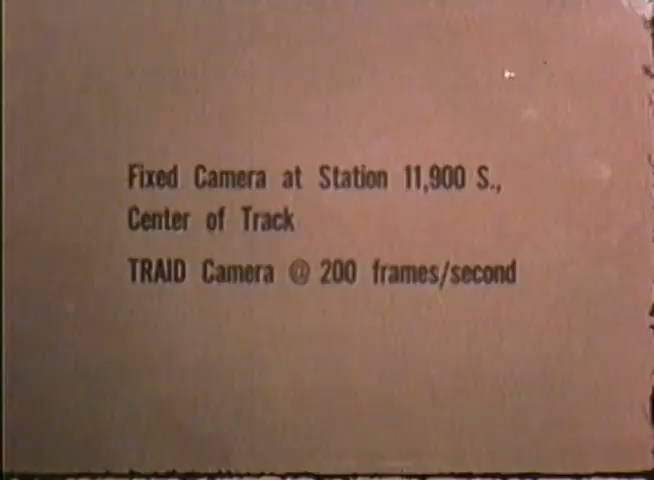 Fixed Camera at Station 11,900 S.,
Center of Track
TRAID Camera @ 200 frames/second